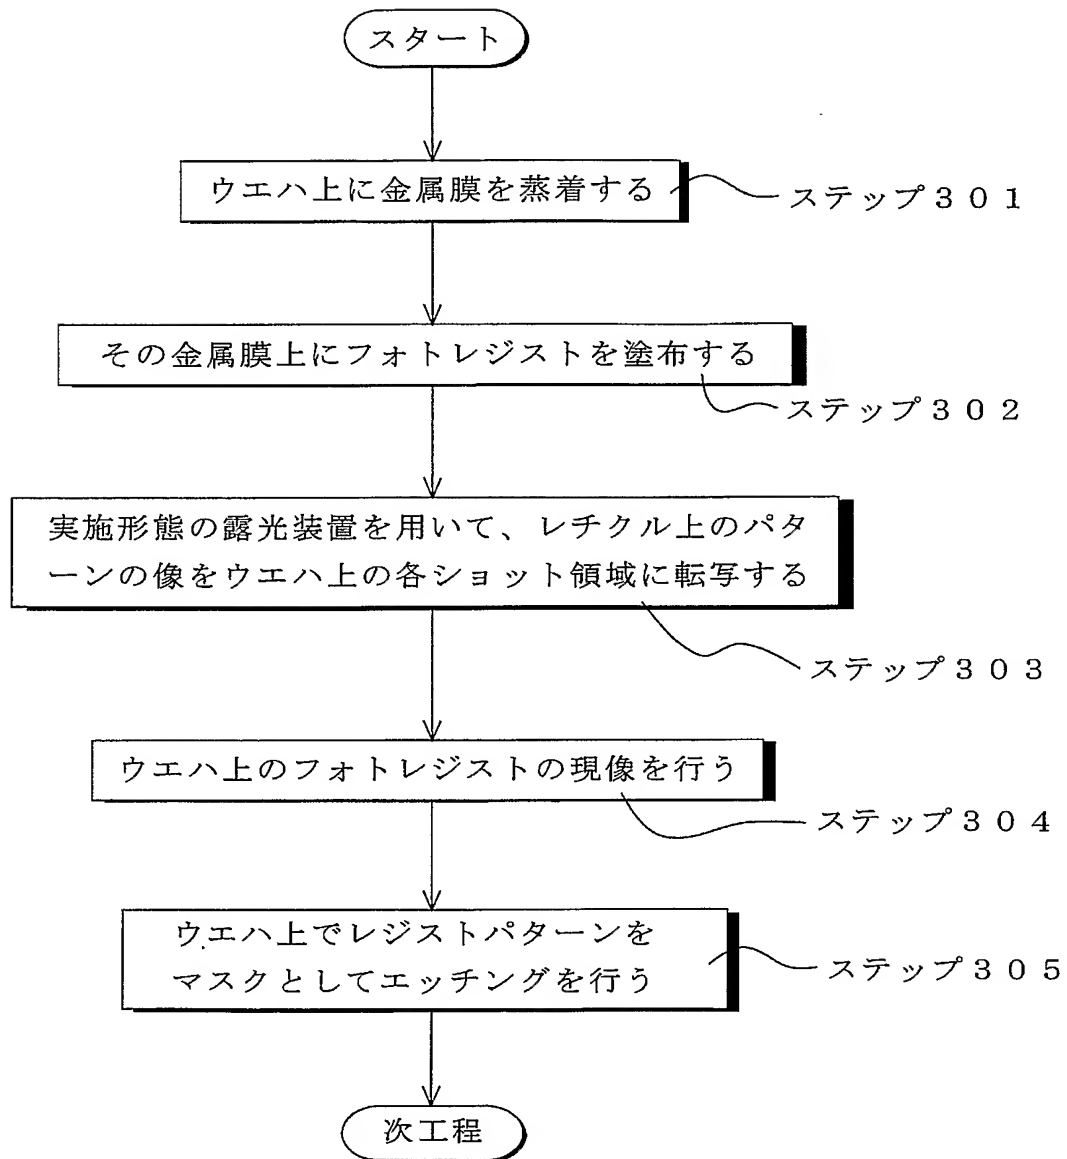 スタート
ウエハ上に金属膜を蒸着する
ステップ３０１
その金属膜上にフォトレジストを塗布する
ステップ３０２
実施形態の露光装置を用いて、レチクル上のパタ
ーンの像をウエハ上の各ショット領域に転写する
ステップ３０３
ウエハ上のフォトレジストの現像を行う
ステップ３０４
ウエハ上でレジストパターンを
マスクとしてエッチングを行う
ステップ３０５
次工程